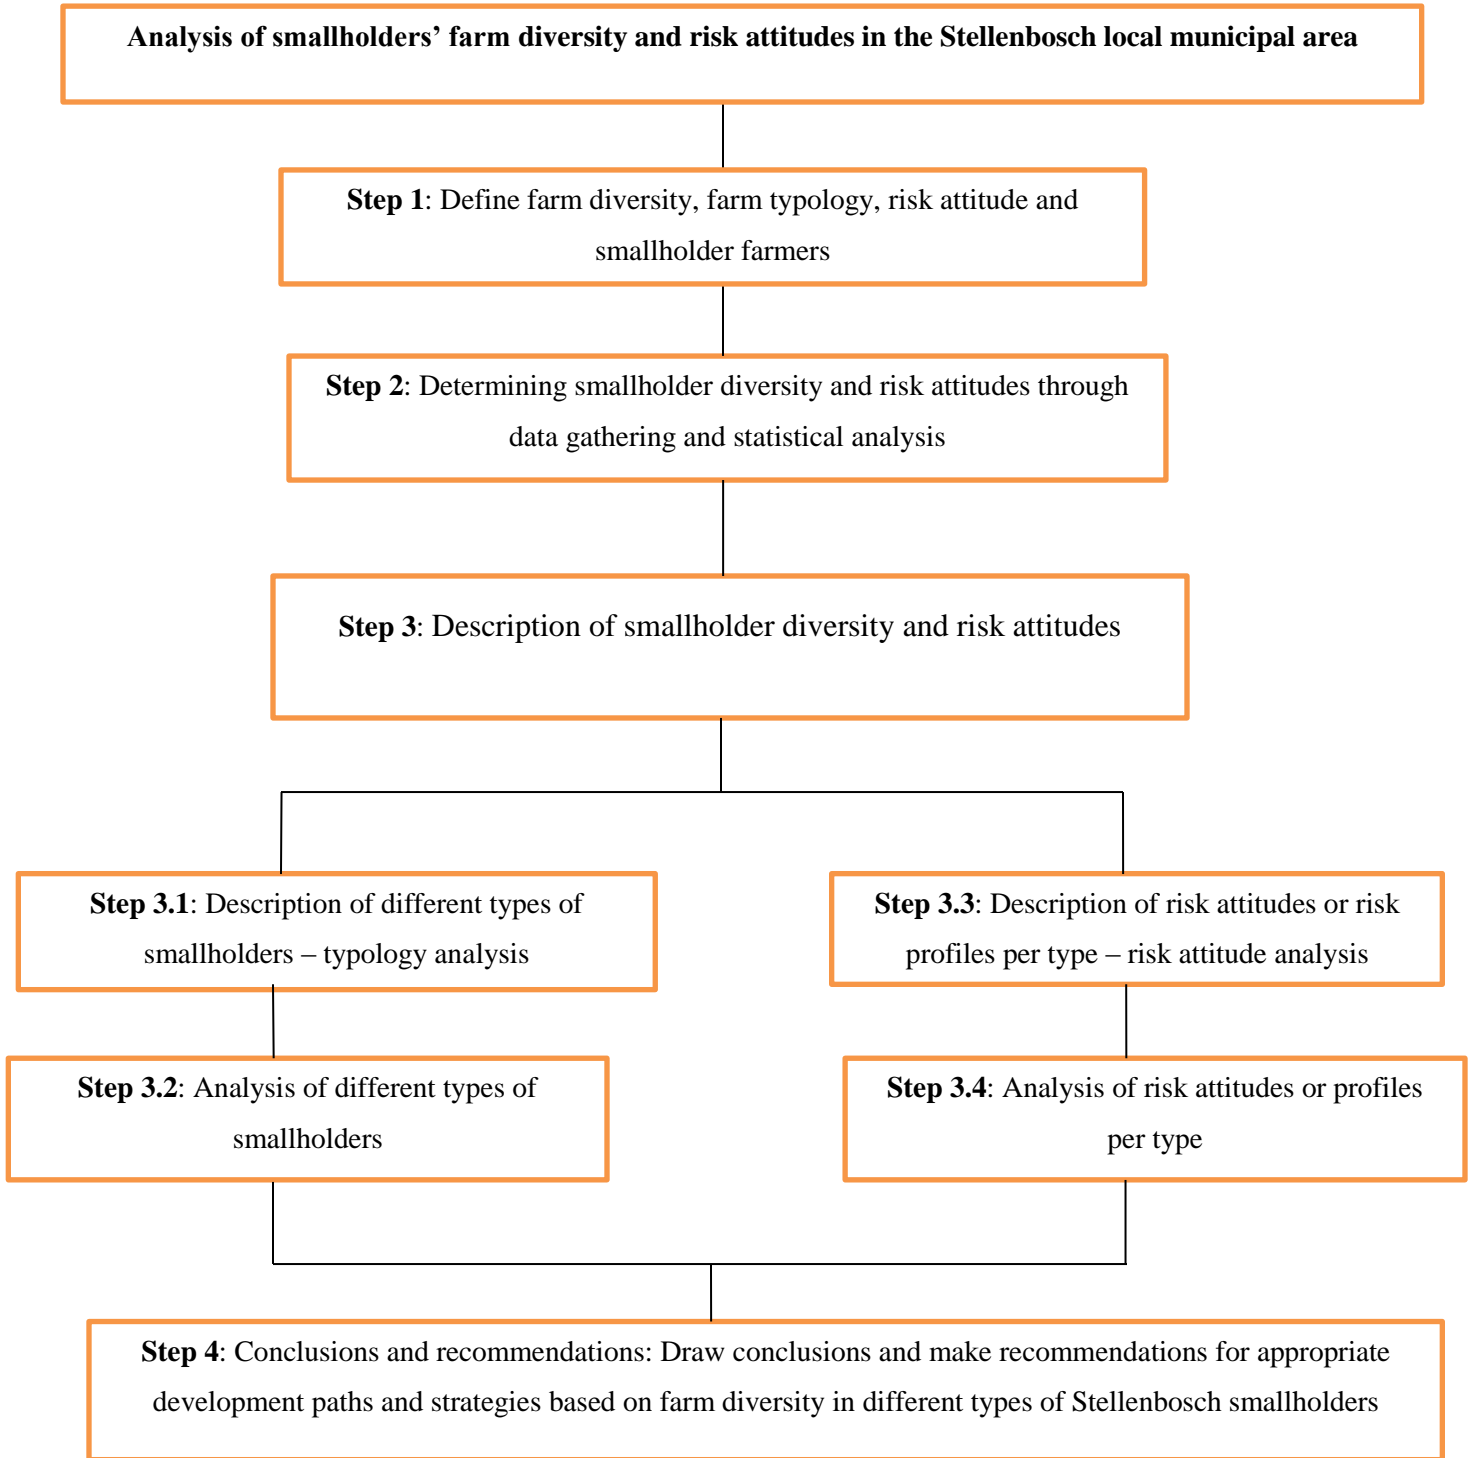 Analysis of smallholders’ farm diversity and risk attitudes in the Stellenbosch local municipal area
Step 1: Define farm diversity, farm typology, risk attitude and
smallholder farmers
Step 2: Determining smallholder diversity and risk attitudes through
data gathering and statistical analysis
Step 3: Description of smallholder diversity and risk attitudes
Step 3.1: Description of different types of
smallholders – typology analysis
Step 3.3: Description of risk attitudes or risk
profiles per type – risk attitude analysis
Step 3.2: Analysis of different types of
smallholders
Step 3.4: Analysis of risk attitudes or profiles
per type
Step 4: Conclusions and recommendations: Draw conclusions and make recommendations for appropriate
development paths and strategies based on farm diversity in different types of Stellenbosch smallholders